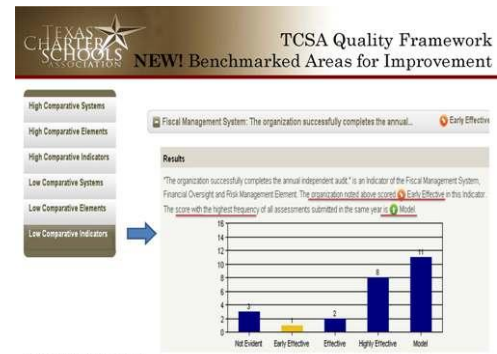 TEXAS
CHARTER
SCHOOLS
ASSOCIATION
TCSA Quality Framework
NEW! Benchmarked Areas for Improvement
High Comparative Systems
High Comparative Elements
High Comparative Indicators
Low Comparative Systems
Low Comparative Elements
Low Comparative Indicators
Fiscal Management System: The organization successfully completes the annual...
Early Effective
Results
"The organization successfully completes the annual independent audit." is an Indicator of the Fiscal Management System,
Financial Oversight and Risk Management Element. The organization noted above scored Early Effective in this Indicator.
The score with the highest frequency of all assessments submitted in the same year is Model.
16
14
12
10
8
6
4
2
0
3
1
2
8
11
Not Evident
Early Effective
Effective
Highly Effective
Model